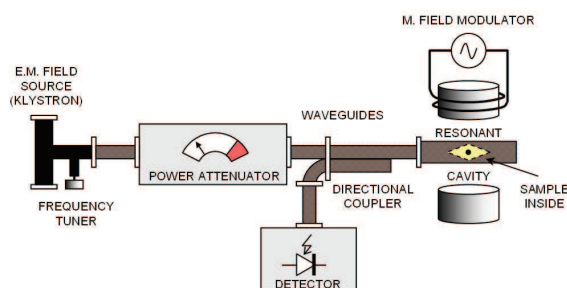 M. FIELD MODULATOR
E.M. FIELD
SOURCE
(KLYSTRON)
WAVEGUIDES
RESONANT
POWER ATTENUATOR
DIRECTIONAL
COUPLER
CAVITY
SAMPLE
INSIDE
FREQUENCY
TUNER
DETECTOR